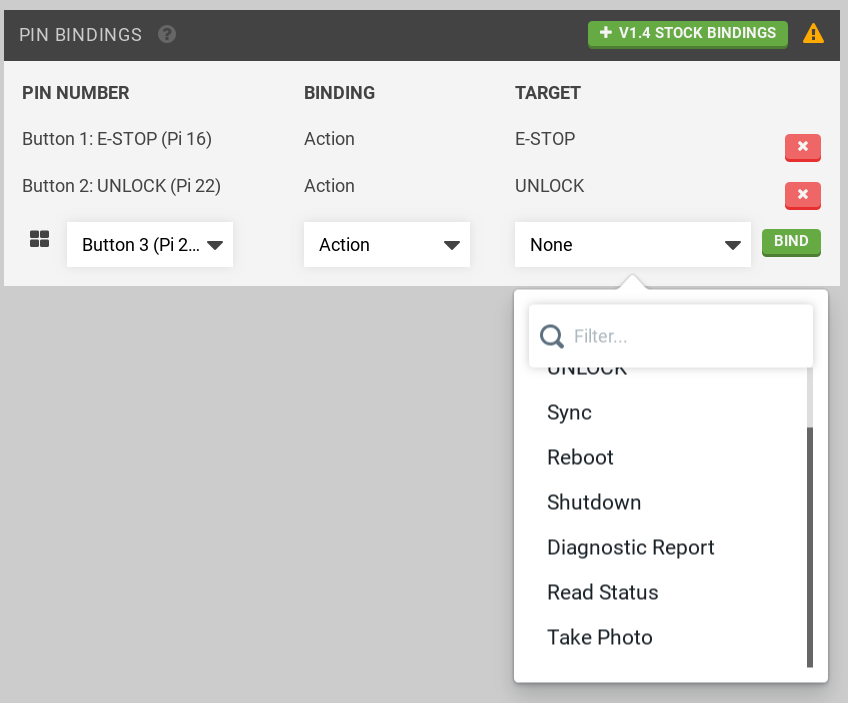 PIN BINDINGS ? + V1.4 STOCK BINDINGS
PIN NUMBER BINDING TARGET
Button 1: E-STOP (Pi 16) Action E-STOP
Button 2: UNLOCK (Pi 22) Action UNLOCK
Button 3 (Pi 2... Action None BIND
Filter...
UNLOCK
Sync
Reboot
Shutdown
Diagnostic Report
Read Status
Take Photo